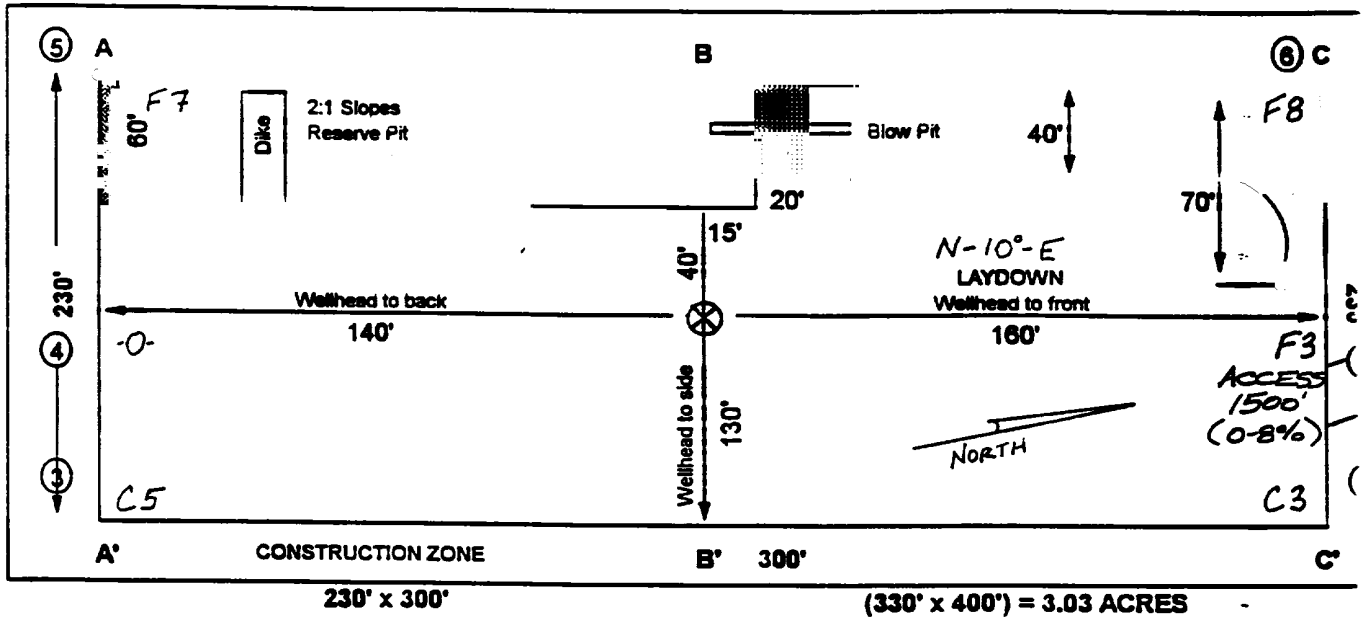 5 A B 6 C
F7
60'
Dike
2:1 Slopes
Reserve Pit
Blow Pit
40'
F8
70'
20'
15'
40'
N-10°-E
LAYDOWN
230'
Wellhead to back
140'
Wellhead to front
160'
4 -0-
F3
ACCESS
1500'
(0-8%)
Wellhead to side
130'
NORTH
3 C5
C3
A' CONSTRUCTION ZONE B' 300' C'
230' x 300' (330' x 400') = 3.03 ACRES